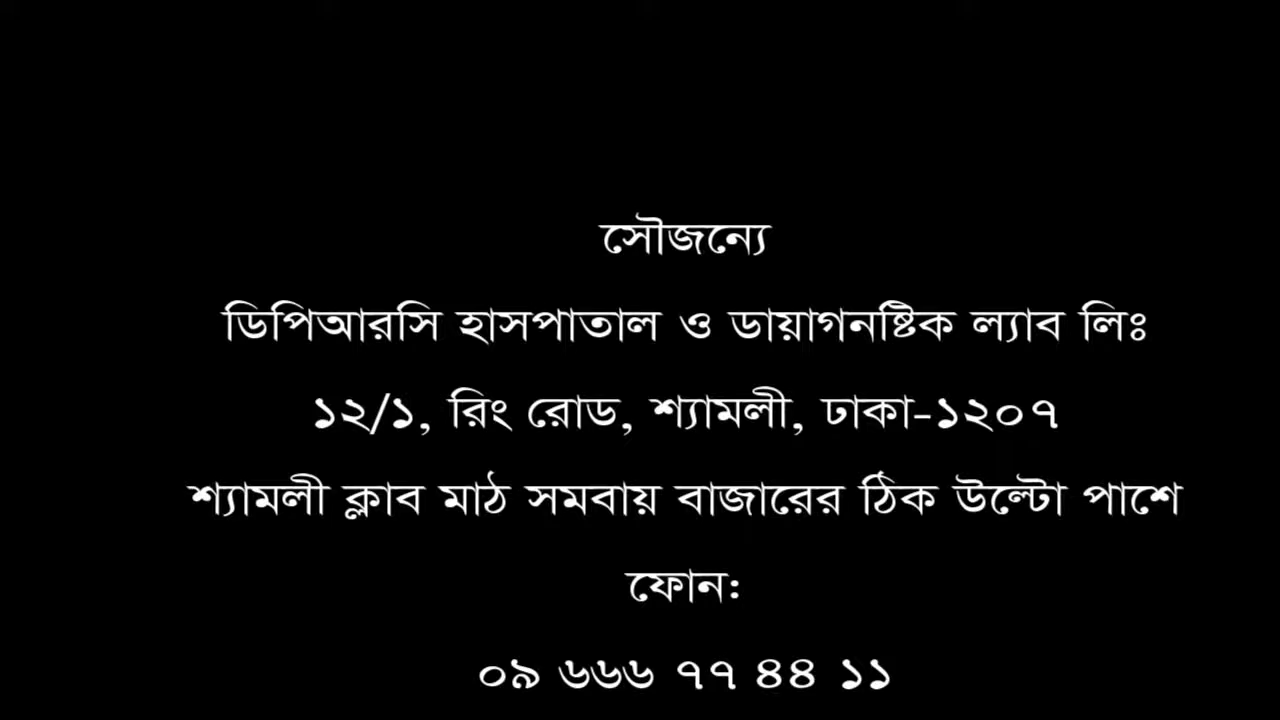 সৌজন্যে
ডিপিআরসি হাসপাতাল ও ডায়াগনষ্টিক ল্যাব লিঃ
১২/১, রিং রোড, শ্যামলী, ঢাকা-১২০৭
শ্যামলী ক্লাব মাঠ সমবায় বাজারের ঠিক উল্টো পাশে
ফোন:
০৯ ৬৬৬ ৭৭ ৪৪ ১১